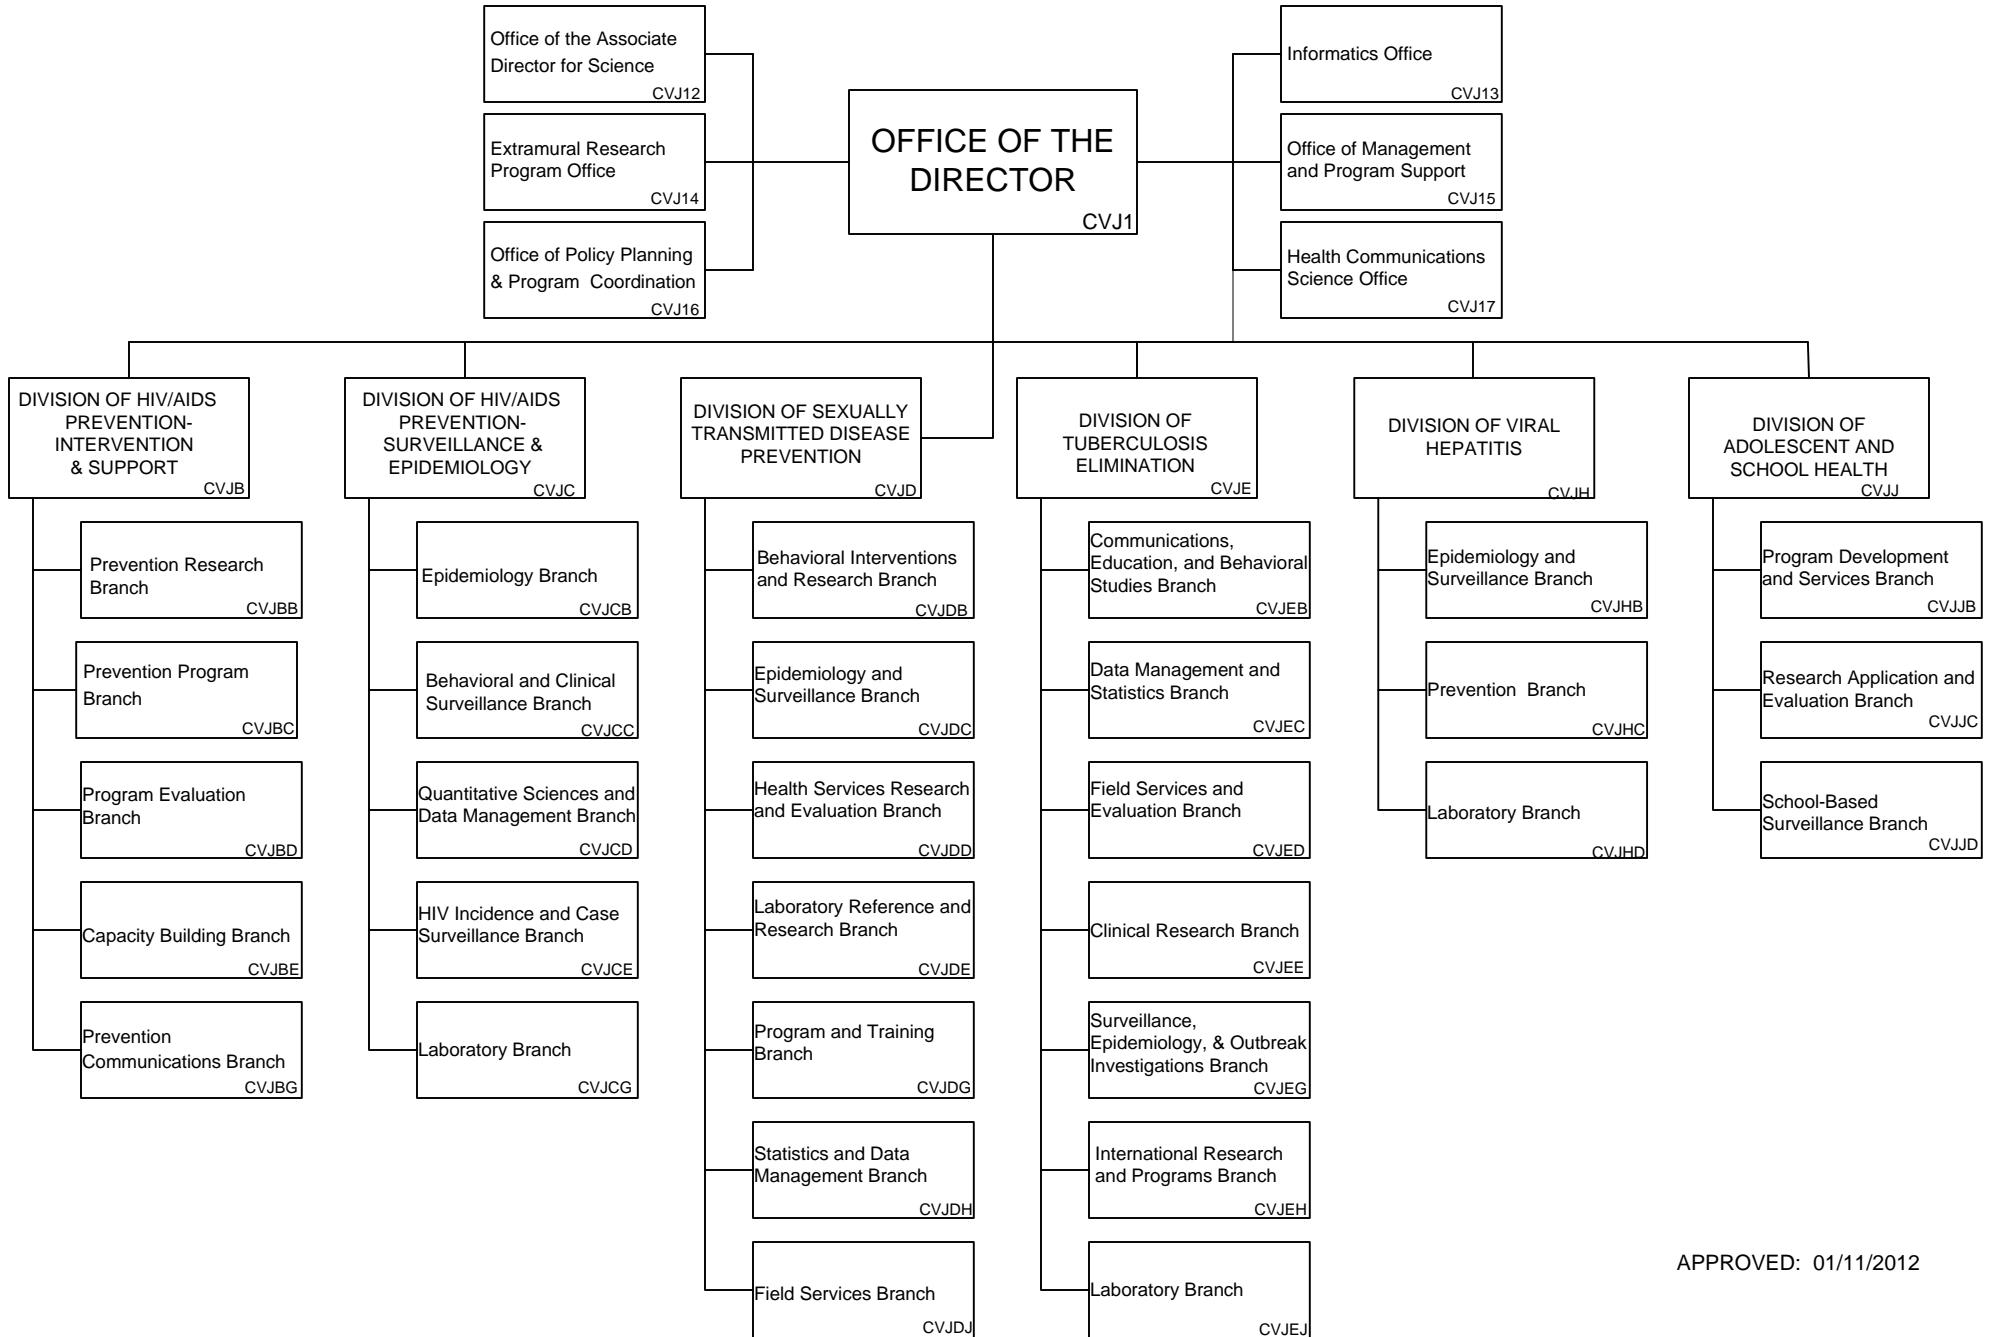 Office of the Associate
Director for Science
CVJ12
Extramural Research
Program Office
CVJ14
Office of Policy Planning
& Program Coordination
CVJ16
OFFICE OF THE
DIRECTOR
CVJ1
Informatics Office
CVJ13
Office of Management
and Program Support
CVJ15
Health Communications
Science Office
CVJ17
DIVISION OF HIV/AIDS
PREVENTION-
INTERVENTION
& SUPPORT
CVJB
Prevention Research
Branch
CVJBB
Prevention Program
Branch
CVJBC
Program Evaluation
Branch
CVJBD
Capacity Building Branch
CVJBE
Prevention
Communications Branch
CVJBG
DIVISION OF HIV/AIDS
PREVENTION-
SURVEILLANCE &
EPIDEMIOLOGY
CVJC
Epidemiology Branch
CVJCB
Behavioral and Clinical
Surveillance Branch
CVJCC
Quantitative Sciences and
Data Management Branch
CVJCD
HIV Incidence and Case
Surveillance Branch
CVJCE
Laboratory Branch
CVJCG
DIVISION OF SEXUALLY
TRANSMITTED DISEASE
PREVENTION
CVJD
Behavioral Interventions
and Research Branch
CVJDB
Epidemiology and
Surveillance Branch
CVJDC
Health Services Research
and Evaluation Branch
CVJDD
Laboratory Reference and
Research Branch
CVJDE
Program and Training
Branch
CVJDG
Statistics and Data
Management Branch
CVJDH
Field Services Branch
CVJDJ
DIVISION OF
TUBERCULOSIS
ELIMINATION
CVJE
Communications,
Education, and Behavioral
Studies Branch
CVJEB
Data Management and
Statistics Branch
CVJEC
Field Services and
Evaluation Branch
CVJED
Clinical Research Branch
CVJEE
Surveillance,
Epidemiology, & Outbreak
Investigations Branch
CVJEG
International Research
and Programs Branch
CVJEH
Laboratory Branch
CVJEJ
DIVISION OF VIRAL
HEPATITIS
CVJH
Epidemiology and
Surveillance Branch
CVJHB
Prevention Branch
CVJHC
Laboratory Branch
CVJHD
DIVISION OF
ADOLESCENT AND
SCHOOL HEALTH
CVJJ
Program Development
and Services Branch
CVJJB
Research Application and
Evaluation Branch
CVJJC
School-Based
Surveillance Branch
CVJJD
APPROVED: 01/11/2012